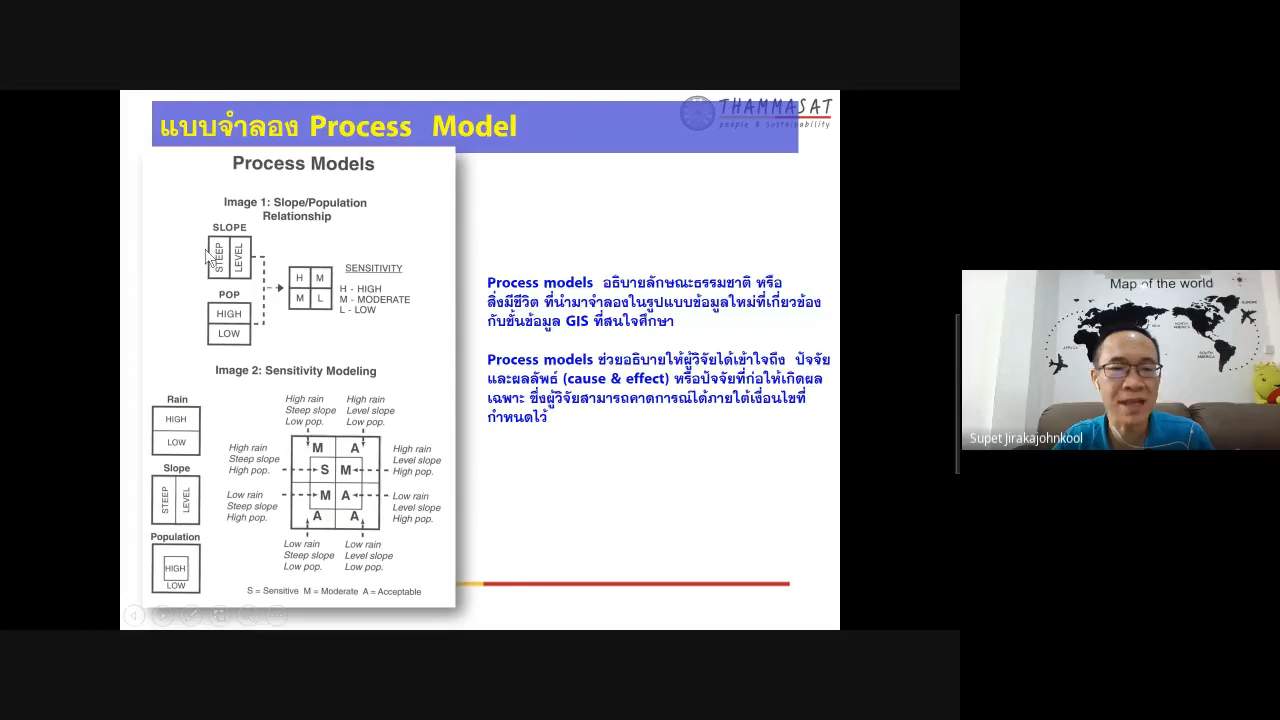 แบบจำลอง Process Model
THAMMASAT
people & sustainability
Process Models
Image 1: Slope/Population
Relationship
SLOPE
STEEP
LEVEL
POP
HIGH
LOW
H M
M L
SENSITIVITY
H - HIGH
M - MODERATE
L - LOW
Image 2: Sensitivity Modeling
Rain
HIGH
LOW
Slope
STEEP
LEVEL
Population
HIGH
LOW
High rain
Steep slope
Low pop.
High rain
Level slope
Low pop.
High rain
Steep slope
High pop.
High rain
Level slope
High pop.
M A
S M
M A
A A
Low rain
Steep slope
High pop.
Low rain
Level slope
High pop.
Low rain
Steep slope
Low pop.
Low rain
Level slope
Low pop.
S = Sensitive M = Moderate A = Acceptable
Process models อธิบายลักษณะธรรมชาติ หรือ
สิ่งมีชีวิต ที่นำมาจำลองในรูปแบบข้อมูลใหม่ที่เกี่ยวข้อง
กับชั้นข้อมูล GIS ที่สนใจศึกษา
Process models ช่วยอธิบายให้ผู้วิจัยได้เข้าใจถึง ปัจจัย
และผลลัพธ์ (cause & effect) หรือปัจจัยที่ก่อให้เกิดผล
เฉพาะ ซึ่งผู้วิจัยสามารถคาดการณ์ได้ภายใต้เงื่อนไขที่
กำหนดไว้
Map of the world
AFRICA
ASIA
NORTH-AMERICA
SOUTH-AMERICA
Supet Jirakajohnkool